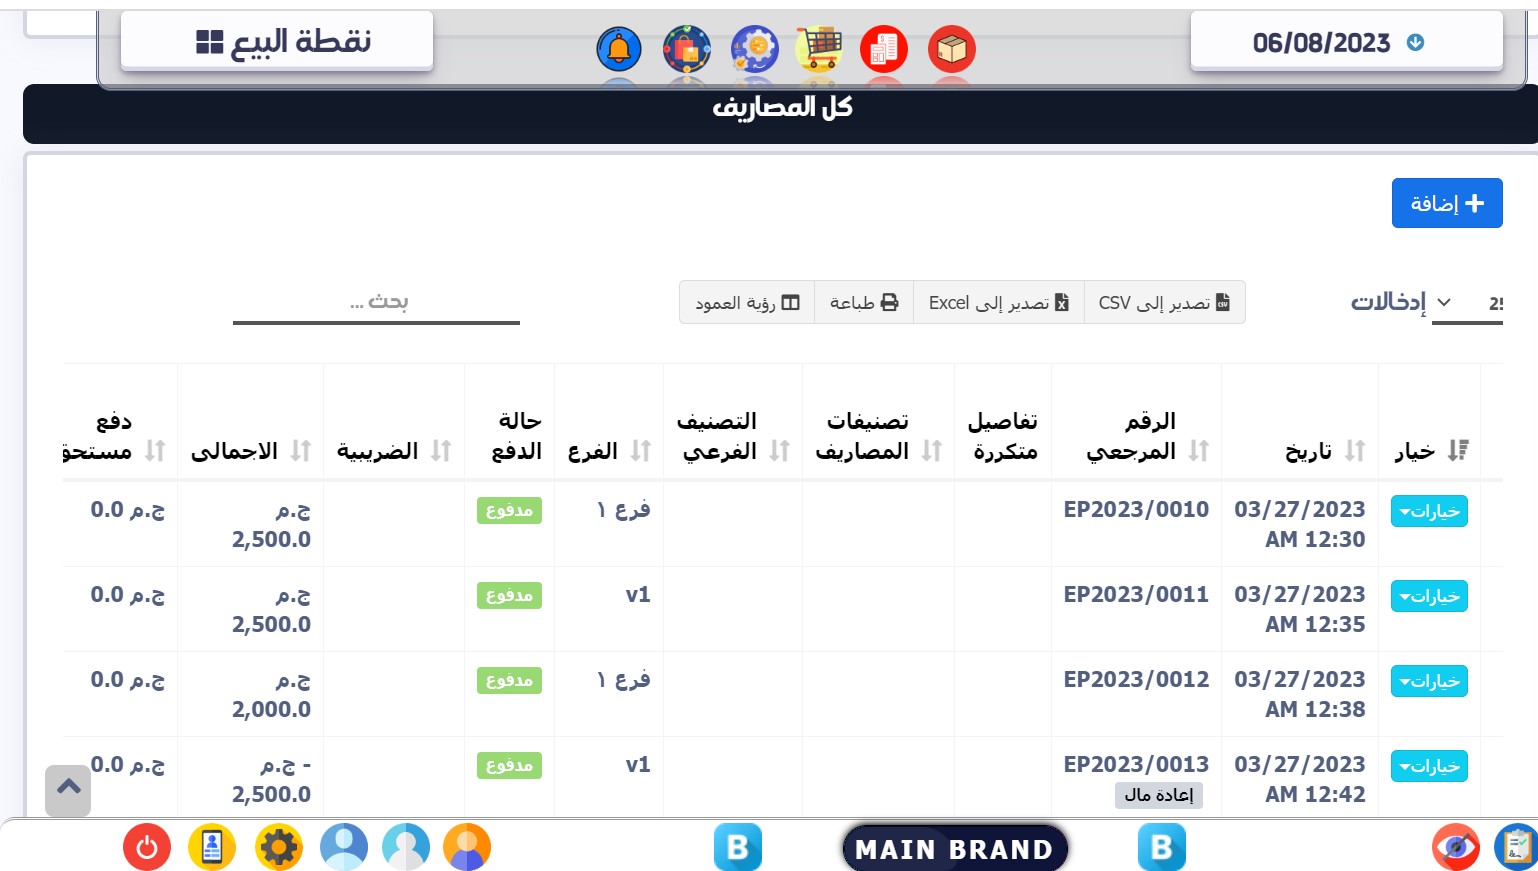 06/08/2023
نقطة البيع
كل المصاريف
إضافة
25 إدخالات
تصدير إلى CSV
تصدير إلى Excel
طباعة
رؤية العمود
بحث ...
خيار
تاريخ
الرقم المرجعي
تفاصيل متكررة
تصنيفات المصاريف
التصنيف الفرعي
الفرع
حالة الدفع
الضريبية
الاجمالى
دفع مستحق
خيارات
03/27/2023
12:30 AM
EP2023/0010
فرع ١
مدفوع
ج.م
2,500.0
ج.م 0.0
خيارات
03/27/2023
12:35 AM
EP2023/0011
v1
مدفوع
ج.م
2,500.0
ج.م 0.0
خيارات
03/27/2023
12:38 AM
EP2023/0012
فرع ١
مدفوع
ج.م
2,000.0
ج.م 0.0
خيارات
03/27/2023
12:42 AM
EP2023/0013
إعادة مال
v1
مدفوع
- ج.م
2,500.0
ج.م 0.0
B
MAIN BRAND
B